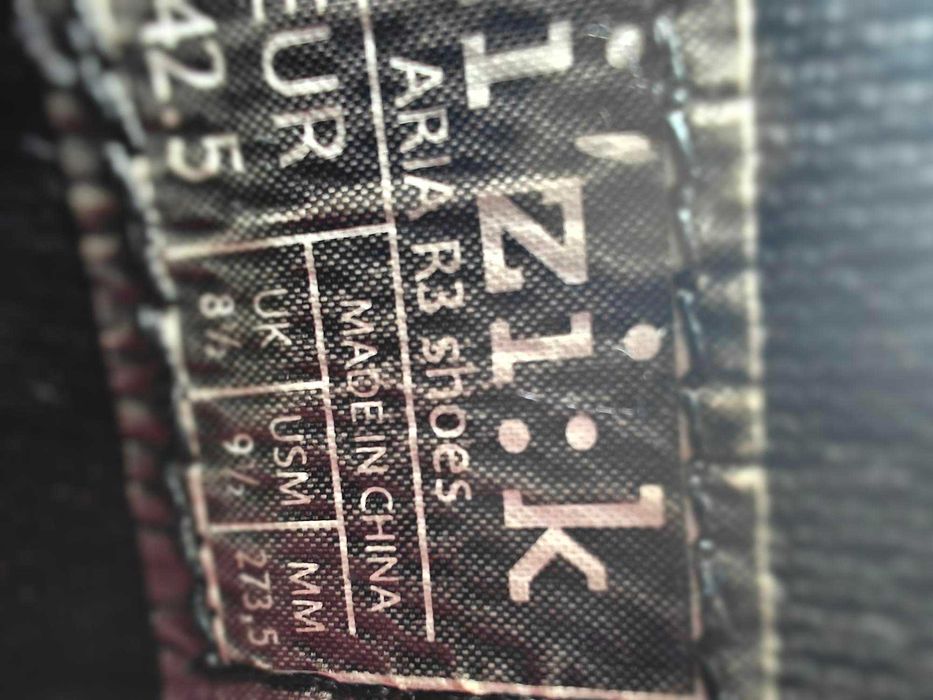 i'zi:k
ARIA R3 shoes
MADE IN CHINA
EUR
42.5
UK
8½
USM
9½
MM
273,5